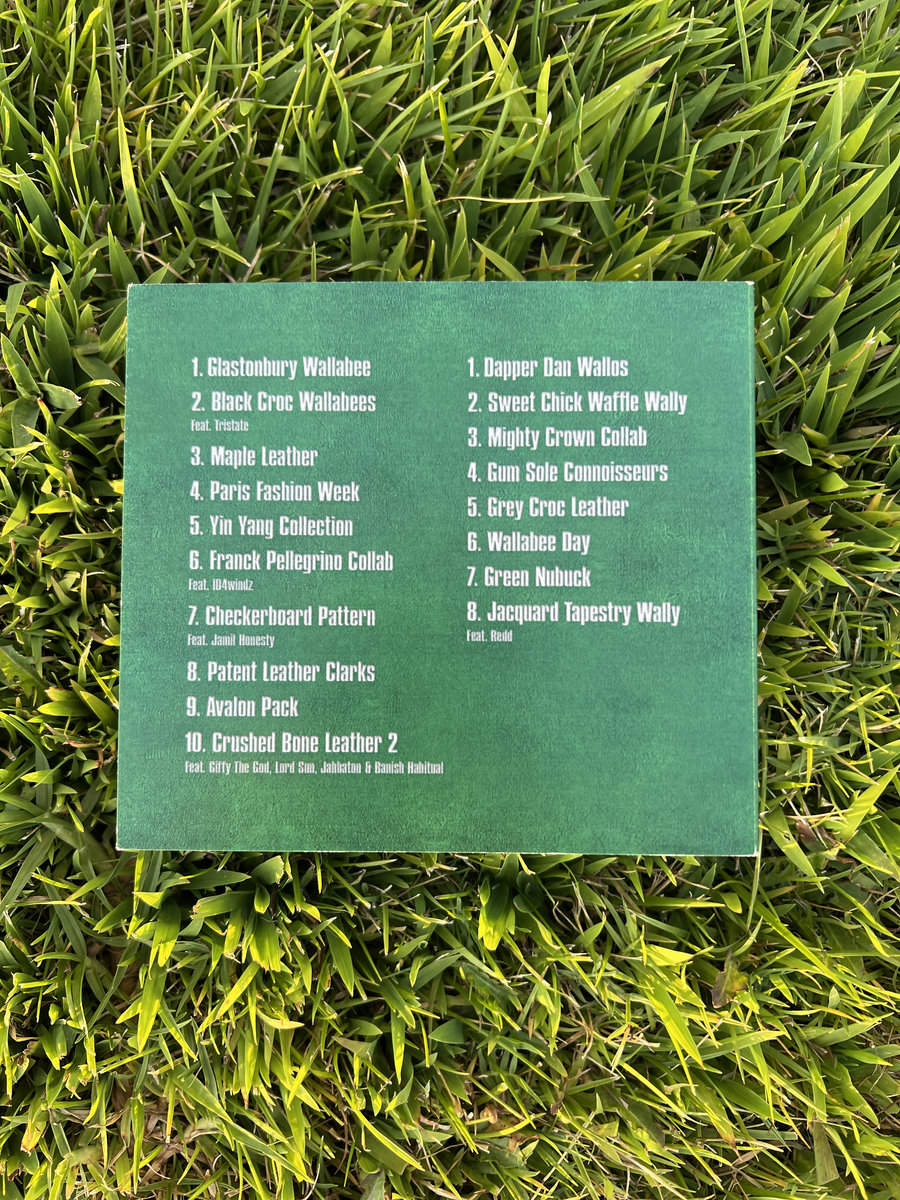 1. Glastonbury Wallabee
2. Black Croc Wallabees
Feat. Tristate
3. Maple Leather
4. Paris Fashion Week
5. Yin Yang Collection
6. Franck Pellegrino Collab
Feat. ID4windz
7. Checkerboard Pattern
Feat. Jamil Honesty
8. Patent Leather Clarks
9. Avalon Pack
10. Crushed Bone Leather 2
Feat. Giffy The God, Lord Sun, Jahbaton & Banish Habitual
1. Dapper Dan Wallos
2. Sweet Chick Waffle Wally
3. Mighty Crown Collab
4. Gum Sole Connoisseurs
5. Grey Croc Leather
6. Wallabee Day
7. Green Nubuck
8. Jacquard Tapestry Wally
Feat. Redd